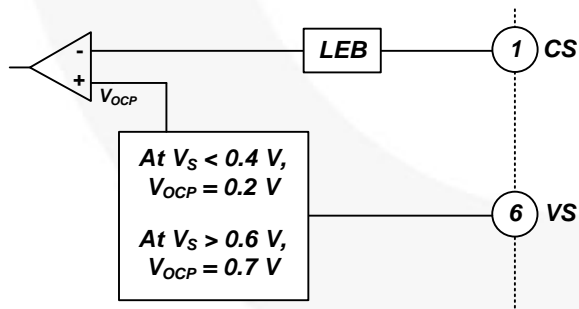 - LEB 1 CS
+
V_OCP
At V_S < 0.4 V,
V_OCP = 0.2 V
At V_S > 0.6 V,
V_OCP = 0.7 V
6 VS